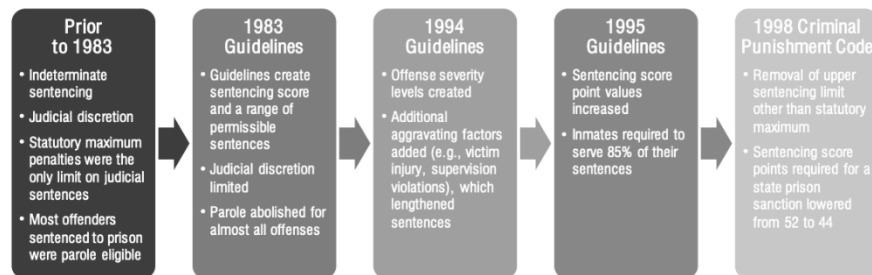 Prior
to 1983
• Indeterminate
sentencing
• Judicial discretion
• Statutory maximum
penalties were the
only limit on judicial
sentences
• Most offenders
sentenced to prison
were parole eligible
1983
Guidelines
• Guidelines create
sentencing score
and a range of
permissible
sentences
• Judicial discretion
limited
• Parole abolished for
almost all offenses
1994
Guidelines
• Offense severity
levels created
• Additional
aggravating factors
added (e.g., victim
injury, supervision
violations), which
lengthened
sentences
1995
Guidelines
• Sentencing score
point values
increased
• Inmates required to
serve 85% of their
sentences
1998 Criminal
Punishment Code
• Removal of upper
sentencing limit
other than statutory
maximum
• Sentencing score
points required for a
state prison
sanction lowered
from 52 to 44